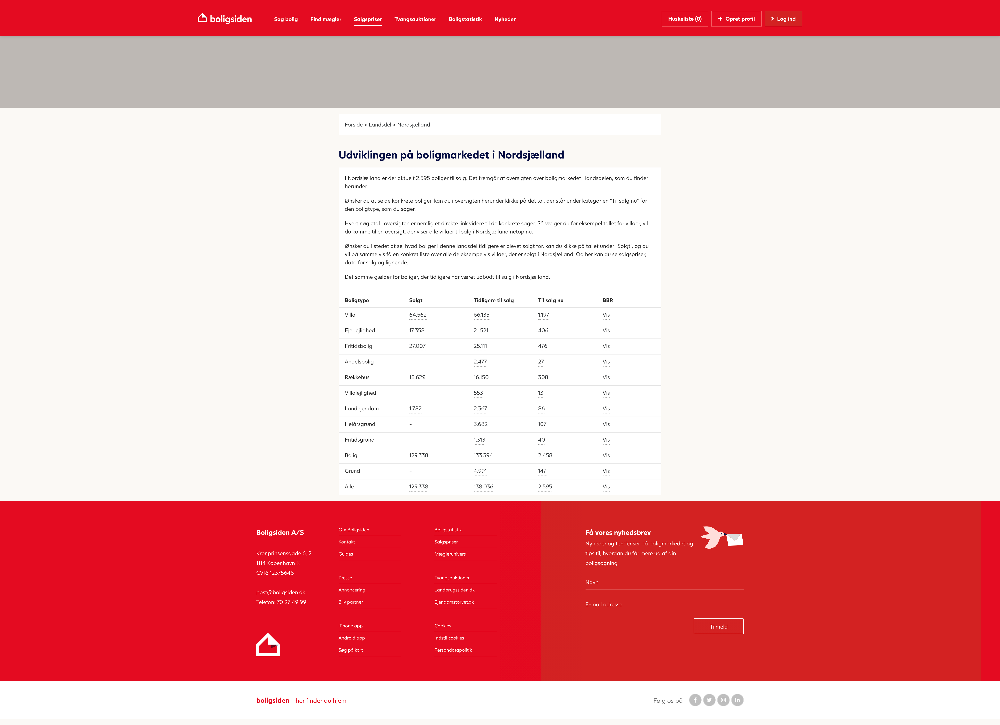 boligsiden
Søg bolig
Find mægler
Salgspriser
Tvangsauktioner
Boligstatistik
Nyheder
Huskeliste (0)
+ Opret profil
> Log ind
Forside > Landsdel > Nordsjælland
Udviklingen på boligmarkedet i Nordsjælland
I Nordsjælland er der aktuelt 2.595 boliger til salg. Det fremgår af oversigten over boligmarkedet i landsdelen, som du finder
herunder.
Ønsker du at se de konkrete boliger, kan du i oversigten herunder klikke på det tal, der står under kategorien "Til salg nu" for
den boligtype, som du søger.
Hvert nøgletal i oversigten er nemlig et direkte link videre til de konkrete sager. Så vælger du for eksempel tallet for villaer, vil
du komme til en oversigt, der viser alle villaer til salg i Nordsjælland netop nu.
Ønsker du i stedet at se, hvad boliger i denne landsdel tidligere er blevet solgt for, kan du klikke på tallet under "Solgt", og du
vil på samme vis få en konkret liste over alle de eksempelvis villaer, der er solgt i Nordsjælland. Og her kan du se salgspriser,
dato for salg og lignende.
Det samme gælder for boliger, der tidligere har været udbudt til salg i Nordsjælland.
Boligtype Solgt Tidligere til salg Til salg nu BBR
Villa 64.562 66.135 1.197 Vis
Ejerlejlighed 17.358 21.521 406 Vis
Fritidsbolig 27.007 25.111 476 Vis
Andelsbolig - 2.477 27 Vis
Rækkehus 18.629 16.150 308 Vis
Villalejlighed - 553 13 Vis
Landejendom 1.782 2.367 86 Vis
Helårsgrund - 3.682 107 Vis
Fritidsgrund - 1.313 40 Vis
Bolig 129.338 133.394 2.458 Vis
Grund - 4.991 147 Vis
Alle 129.338 138.036 2.595 Vis
Boligsiden A/S
Kronprinsensgade 6, 2.
1114 København K
CVR: 12375646
post@boligsiden.dk
Telefon: 70 27 49 99
Om Boligsiden
Kontakt
Guides
Presse
Annoncering
Bliv partner
iPhone app
Android app
Søg på kort
Boligstatistik
Salgspriser
Mæglerunivers
Tvangsauktioner
Landbrugssiden.dk
Ejendomstorvet.dk
Cookies
Indstil cookies
Persondatapolitik
Få vores nyhedsbrev
Nyheder og tendenser på boligmarkedet og
tips til, hvordan du får mere ud af din
boligsøgning
Navn
E-mail adresse
Tilmeld
boligsiden - her finder du hjem
Følg os på